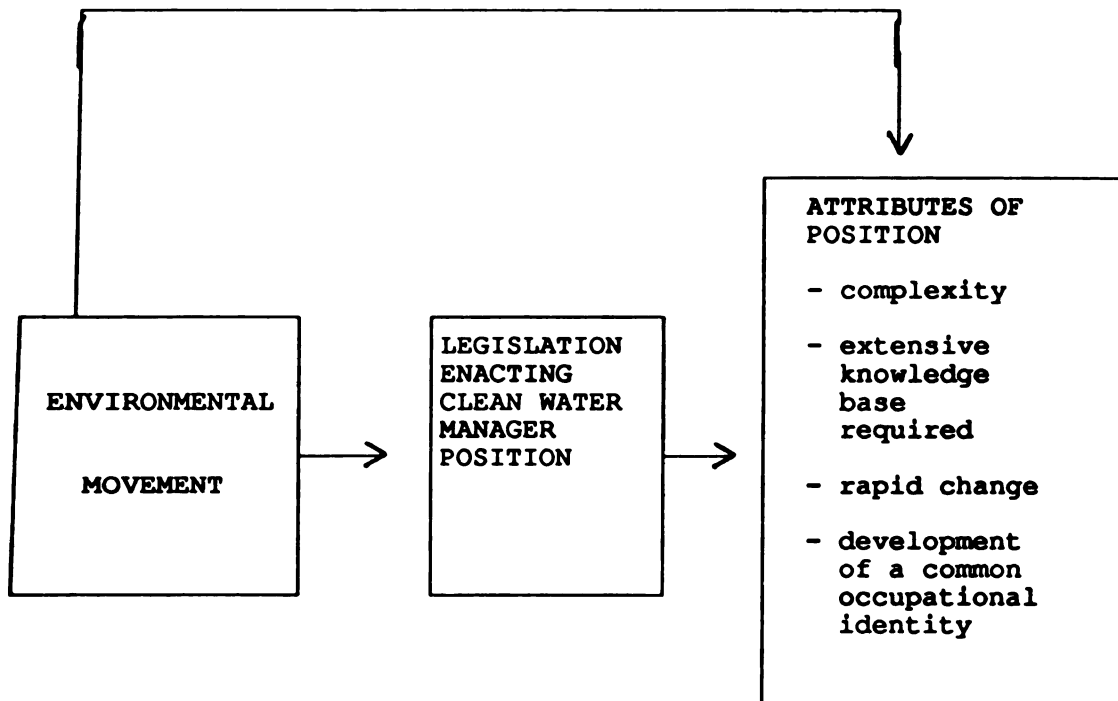 ENVIRONMENTAL
MOVEMENT
LEGISLATION
ENACTING
CLEAN WATER
MANAGER
POSITION
ATTRIBUTES OF
POSITION
- complexity
- extensive
knowledge
base
required
- rapid change
- development
of a common
occupational
identity